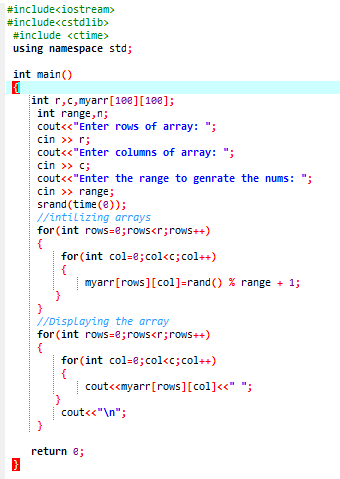 #include<iostream>
#include<cstdlib>
#include <ctime>
using namespace std;
int main()
{
int r,c,myarr[100][100];
int range,n;
cout<<"Enter rows of array: ";
cin >> r;
cout<<"Enter columns of array: ";
cin >> c;
cout<<"Enter the range to genrate the nums: ";
cin >> range;
srand(time(0));
//intilizing arrays
for(int rows=0;rows<r;rows++)
{
for(int col=0;col<c;col++)
{
myarr[rows][col]=rand() % range + 1;
}
}
//Displaying the array
for(int rows=0;rows<r;rows++)
{
for(int col=0;col<c;col++)
{
cout<<myarr[rows][col]<<" ";
}
cout<<"\n";
}
return 0;
}